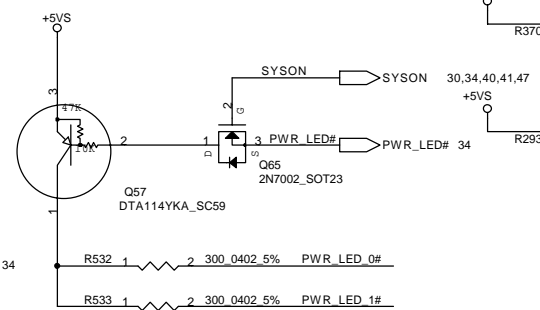 +5VS
R370
3
47K
10K
2
SYSON
SYSON 30,34,40,41,47
+5VS
2
G
1
D
3
S
PWR_LED#
PWR_LED# 34
R293
Q65
2N7002_SOT23
Q57
DTA114YKA_SC59
1
34
R532 1 2 300_0402_5% PWR_LED_0#
R533 1 2 300_0402_5% PWR_LED_1#